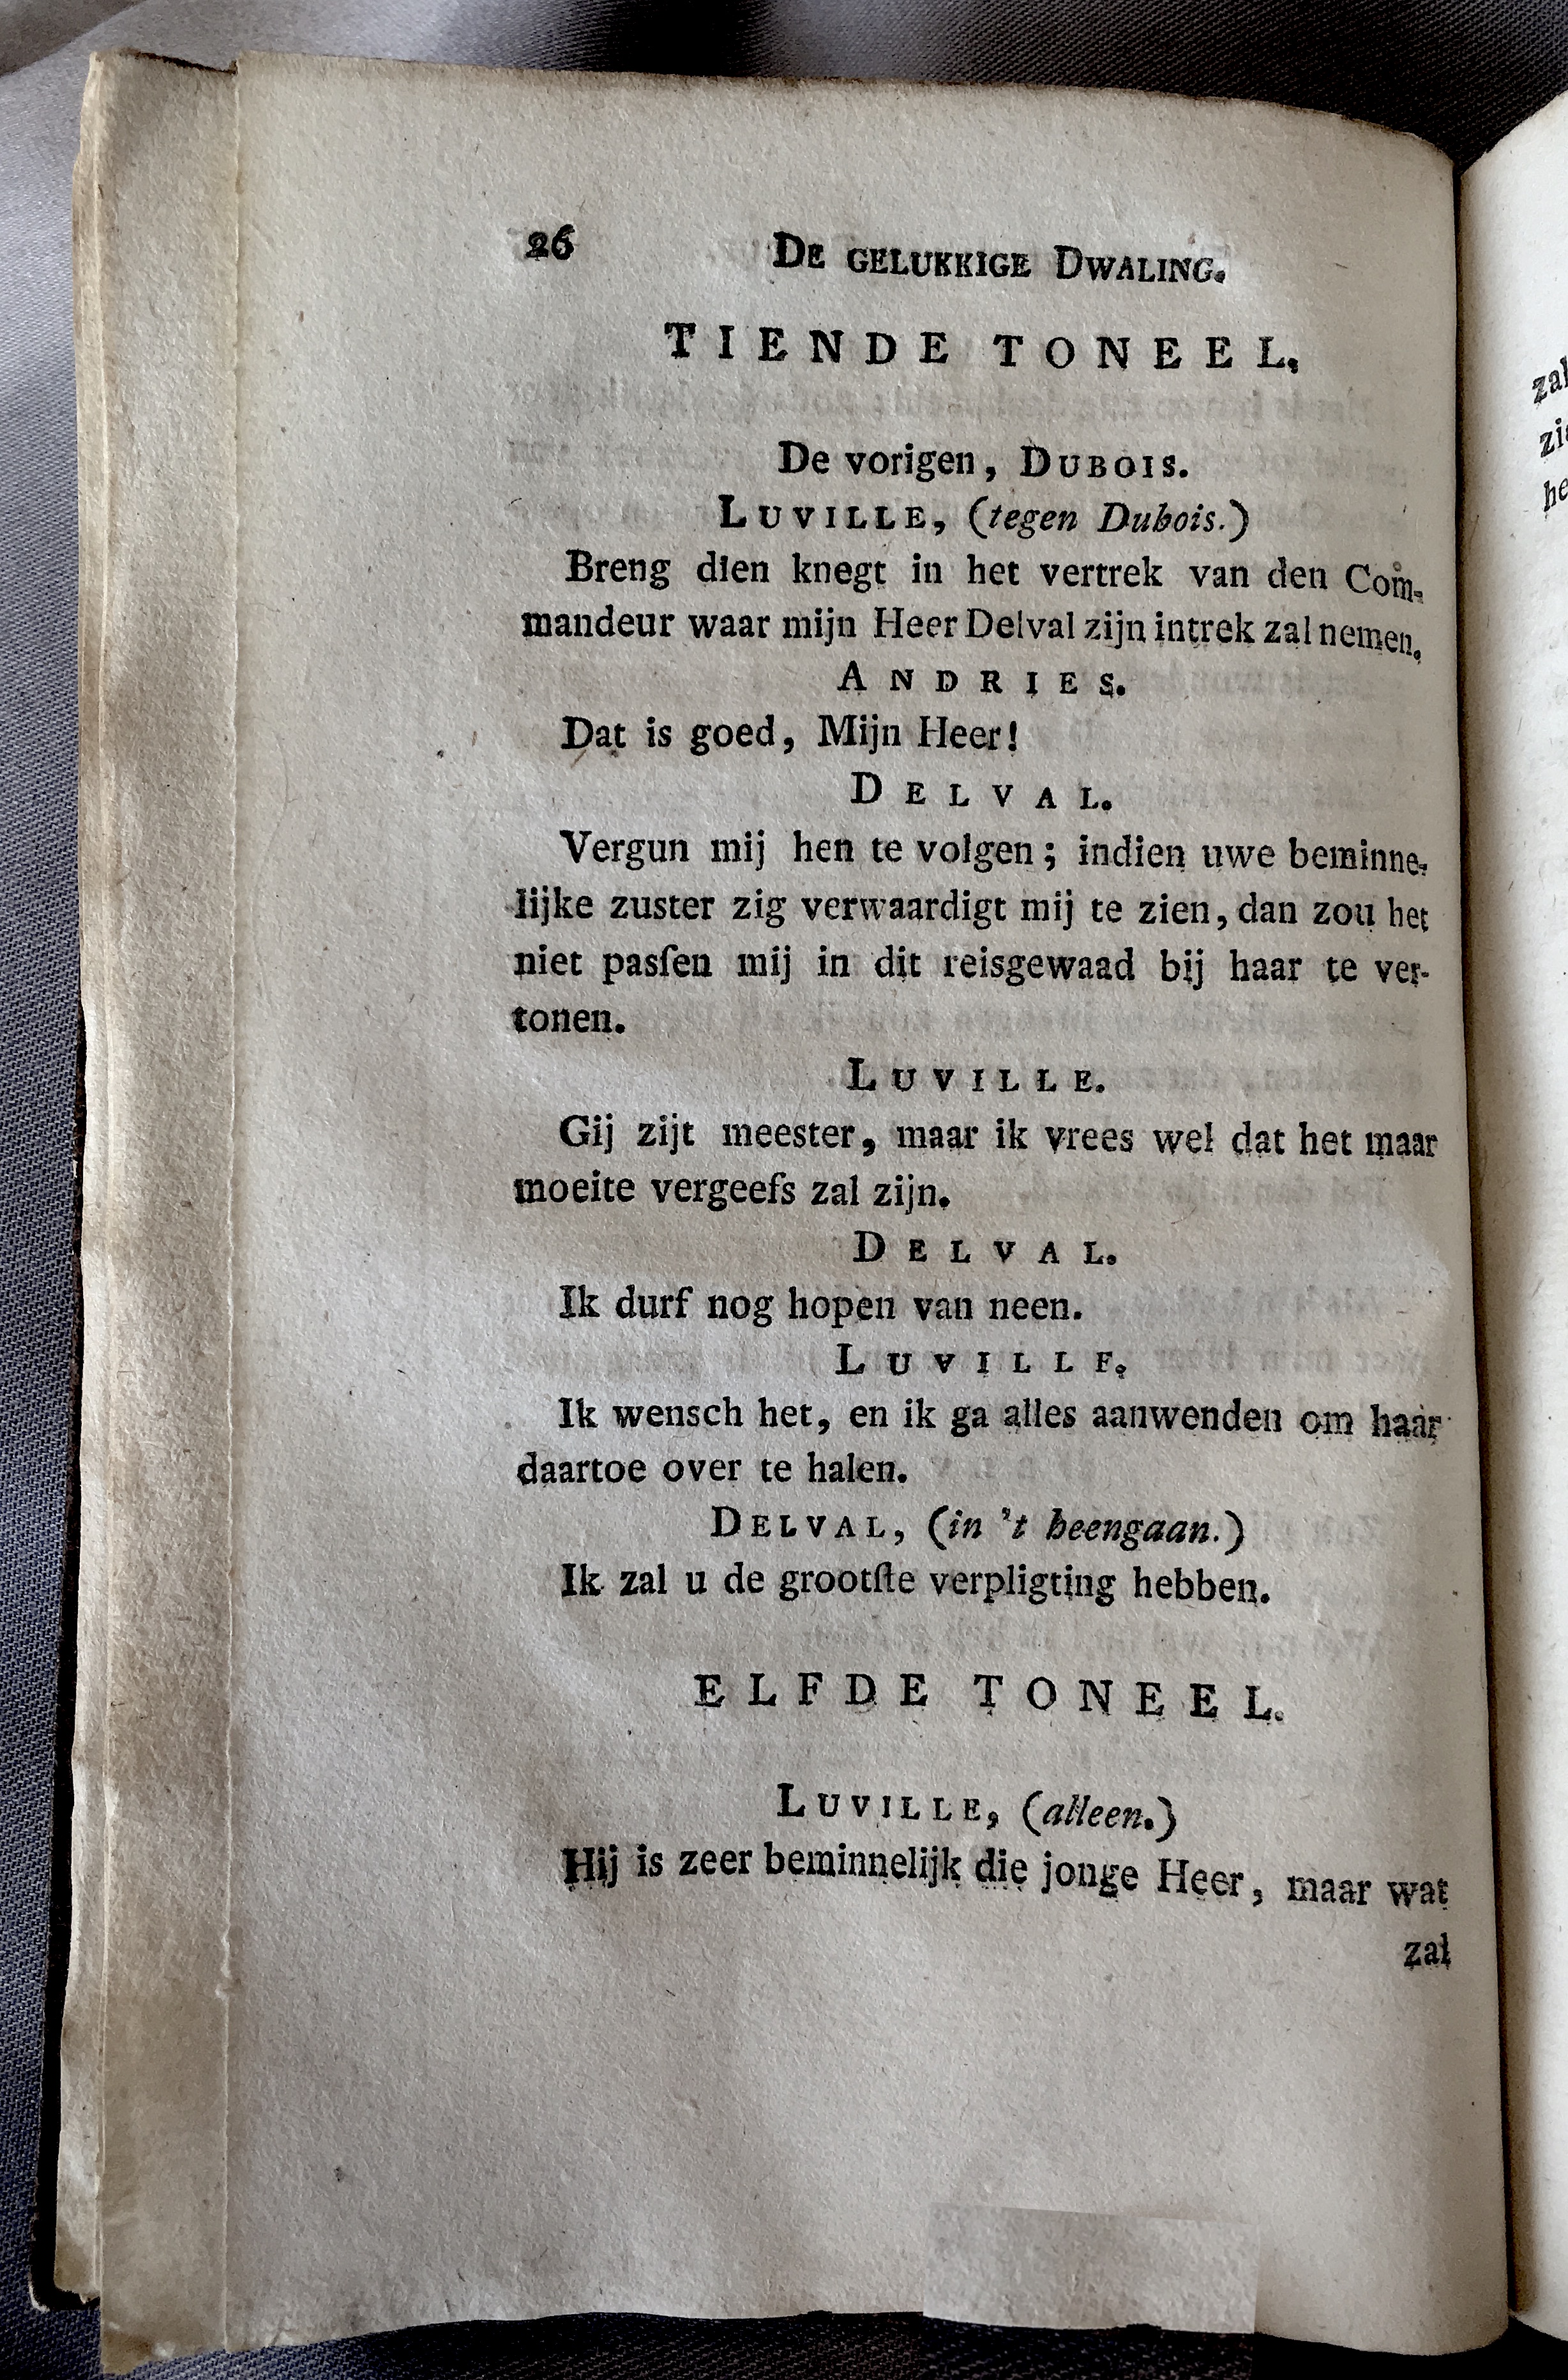 26 DE GELUKKIGE DWALING.
TIENDE TONEEL.
De vorigen, DUBOIS.
LUVILLE, (tegen Dubois.)
Breng dien knegt in het vertrek van den Com-
mandeur waar mijn Heer Delval zijn intrek zal nemen.
ANDRIES.
Dat is goed, Mijn Heer!
DELVAL.
Vergun mij hen te volgen; indien uwe beminne-
lijke zuster zig verwaardigt mij te zien, dan zou het
niet pasſen mij in dit reisgewaad bij haar te ver-
tonen.
LUVILLE.
Gij zijt meester, maar ik vrees wel dat het maar
moeite vergeefs zal zijn.
DELVAL.
Ik durf nog hopen van neen.
LUVILLE.
Ik wensch het, en ik ga alles aanwenden om haar
daartoe over te halen.
DELVAL, (in 't heengaan.)
Ik zal u de grootſte verpligting hebben.
ELFDE TONEEL.
LUVILLE, (alleen.)
Hij is zeer beminnelijk die jonge Heer, maar wat
zal
zal
he